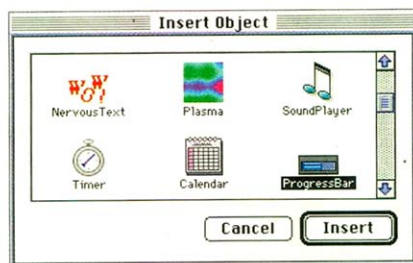 Insert Object
W O W!
NervousText
Plasma
SoundPlayer
Timer
Calendar
ProgressBar
Cancel
Insert